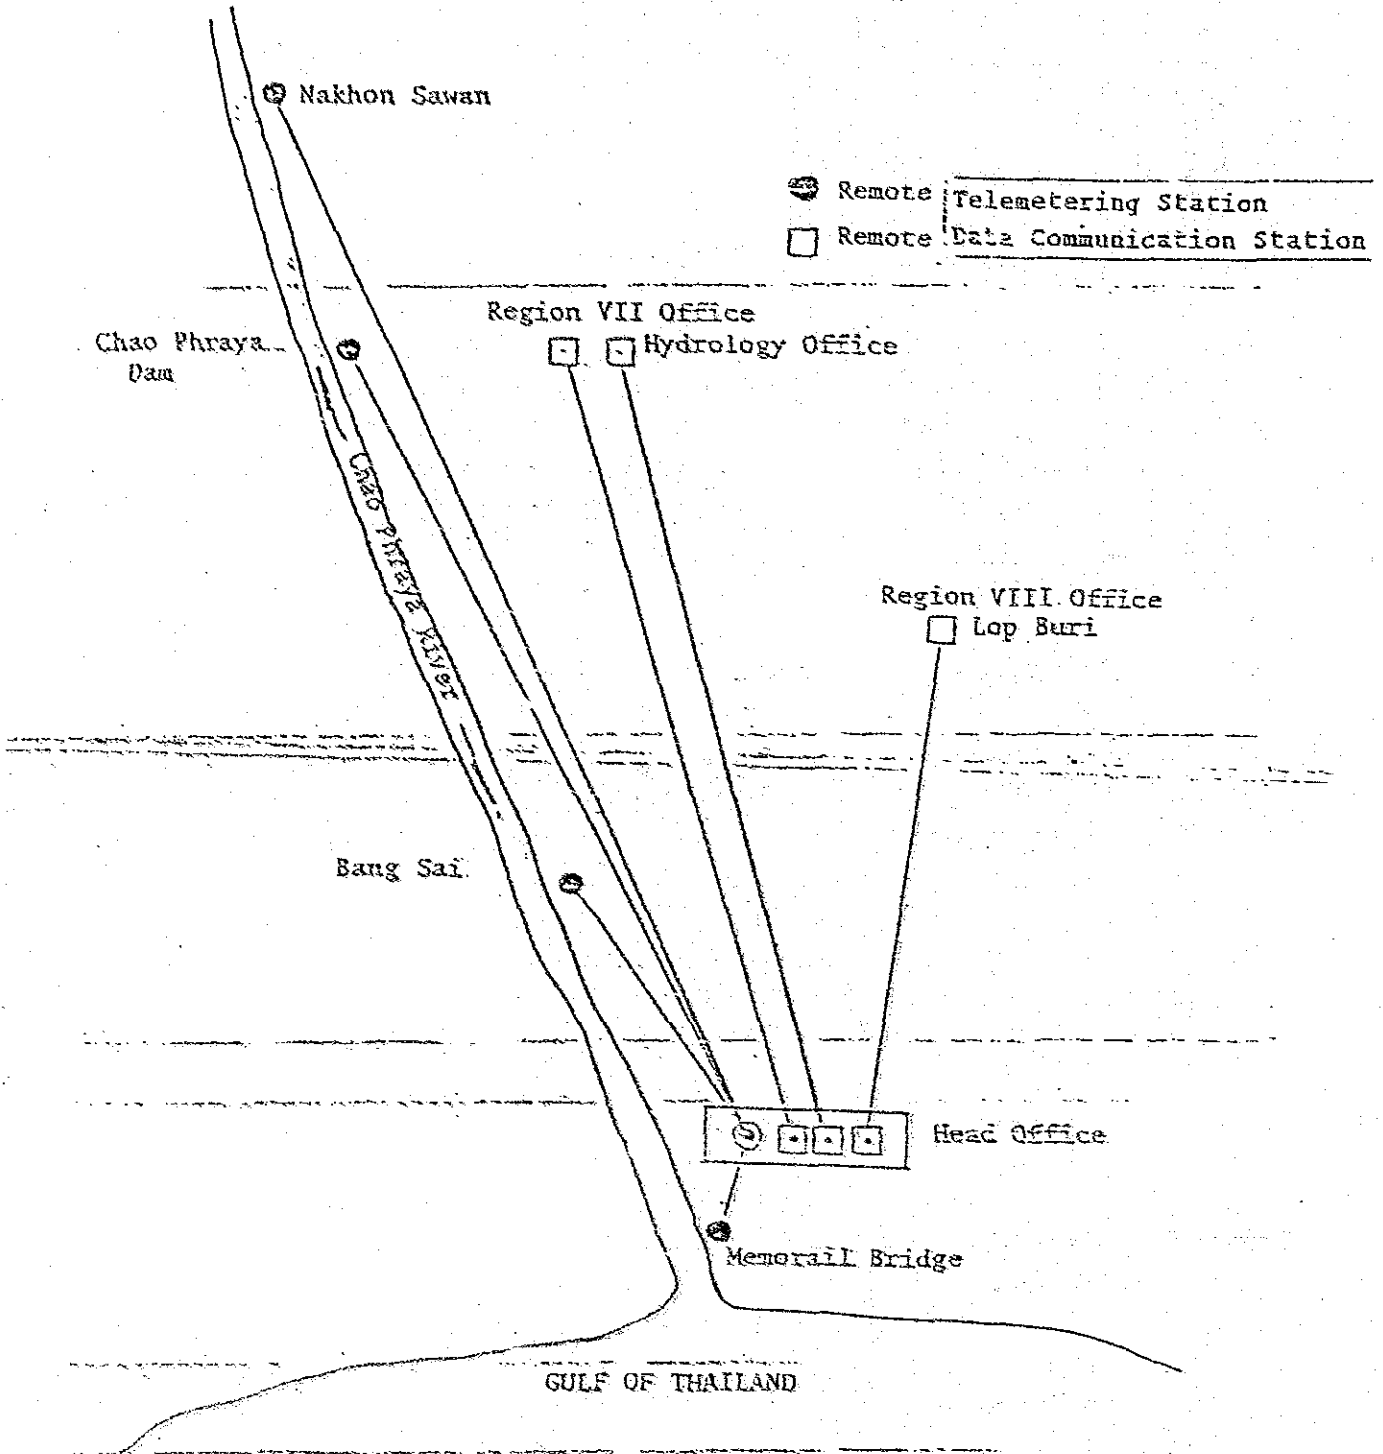 Nakhon Sawan
Remote Telemetering Station
Remote Data Communication Station
Region VII Office
Hydrology Office
Chao Phraya
Dam
Chao Phraya River
Region VIII Office
Lop Buri
Bang Sai
Head Office
Memorail Bridge
GULF OF THAILAND